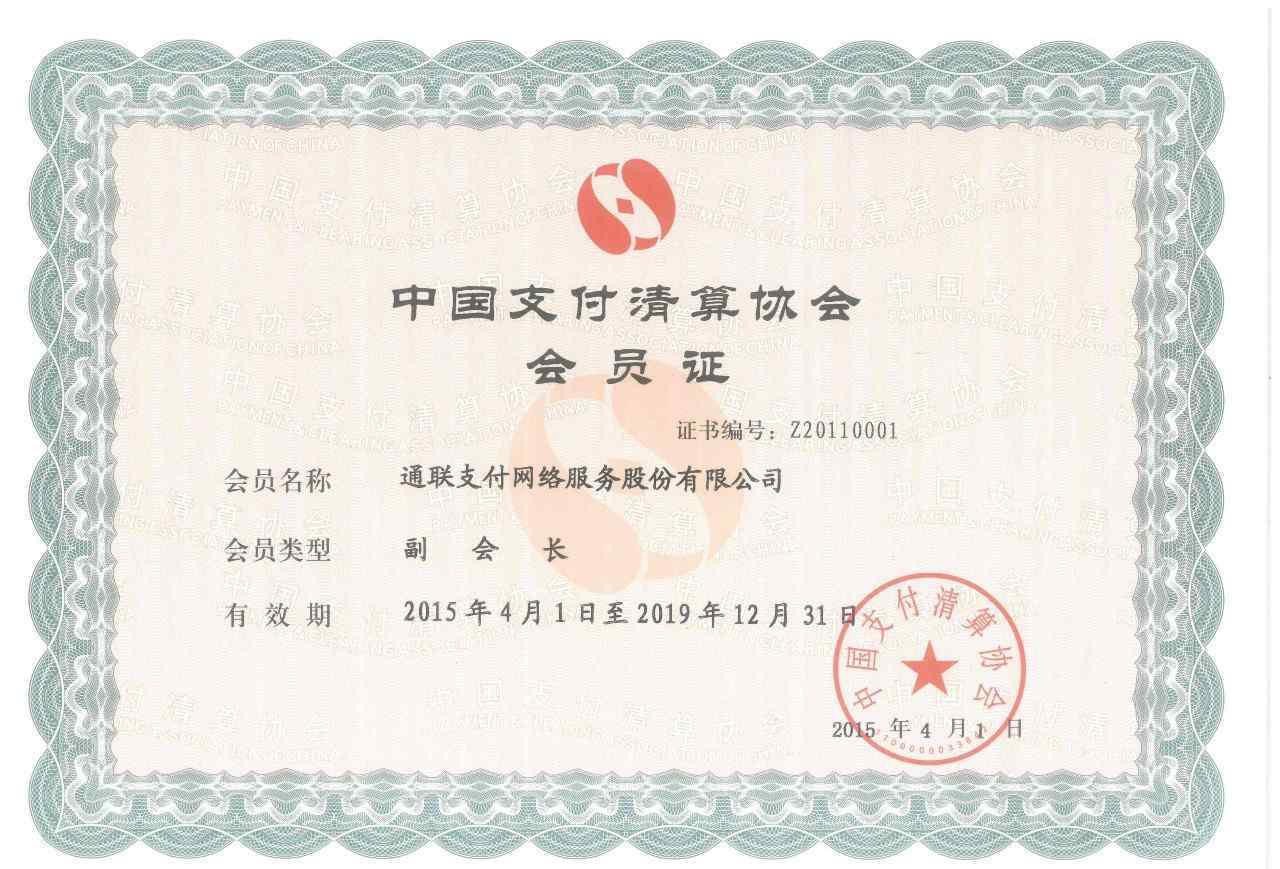 中国支付清算协会
会员证
证书编号：Z20110001
会员名称 通联支付网络服务股份有限公司
会员类型 副会长
有效期 2015年4月1日至2019年12月31日
中国支付清算协会
2015年4月1日